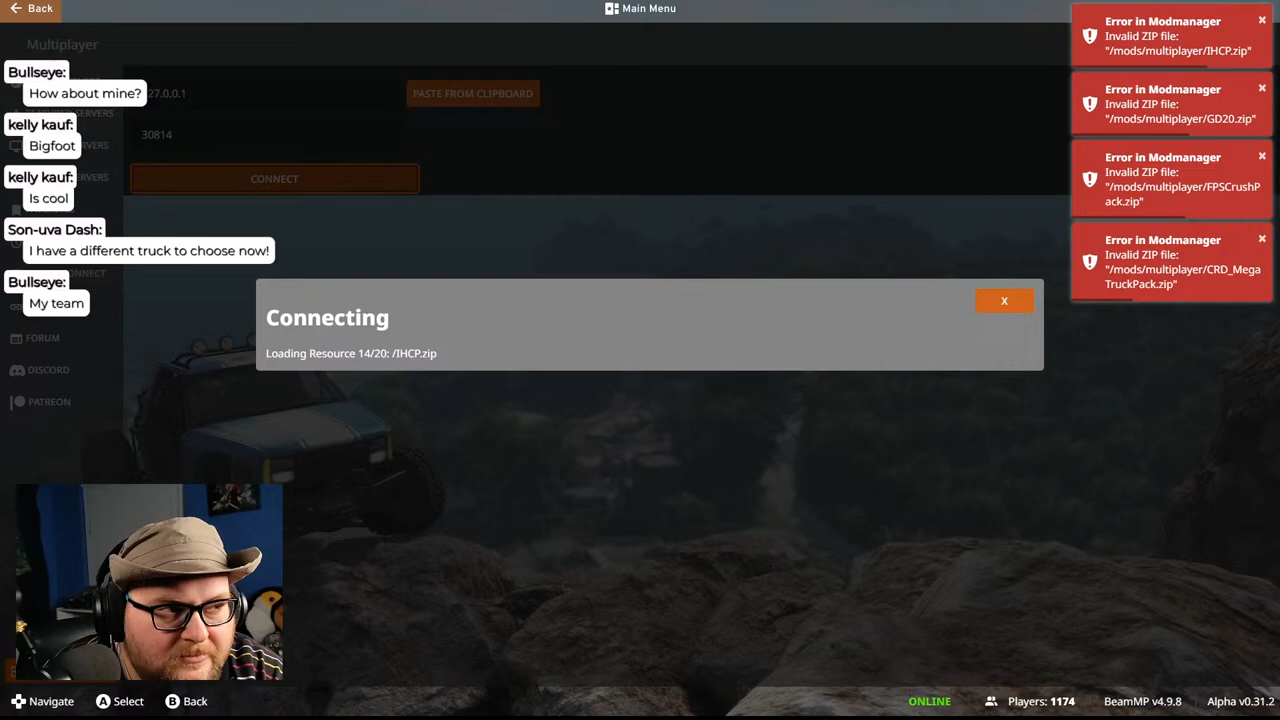 Back
Main Menu
Multiplayer
Bullseye:
How about mine?
27.0.0.1
PASTE FROM CLIPBOARD
SERVERS
kelly kauf:
30814
Bigfoot
kelly kauf:
CONNECT
Is cool
Son-uva Dash:
I have a different truck to choose now!
Bullseye:
My team
FORUM
DISCORD
PATREON
Connecting
X
Loading Resource 14/20: /IHCP.zip
Error in Modmanager
Invalid ZIP file:
"/mods/multiplayer/IHCP.zip"
Error in Modmanager
Invalid ZIP file:
"/mods/multiplayer/GD20.zip"
Error in Modmanager
Invalid ZIP file:
"/mods/multiplayer/FPSCrushP
ack.zip"
Error in Modmanager
Invalid ZIP file:
"/mods/multiplayer/CRD_Mega
TruckPack.zip"
Navigate
A Select
B Back
ONLINE
Players: 1174
BeamMP v4.9.8
Alpha v0.31.2